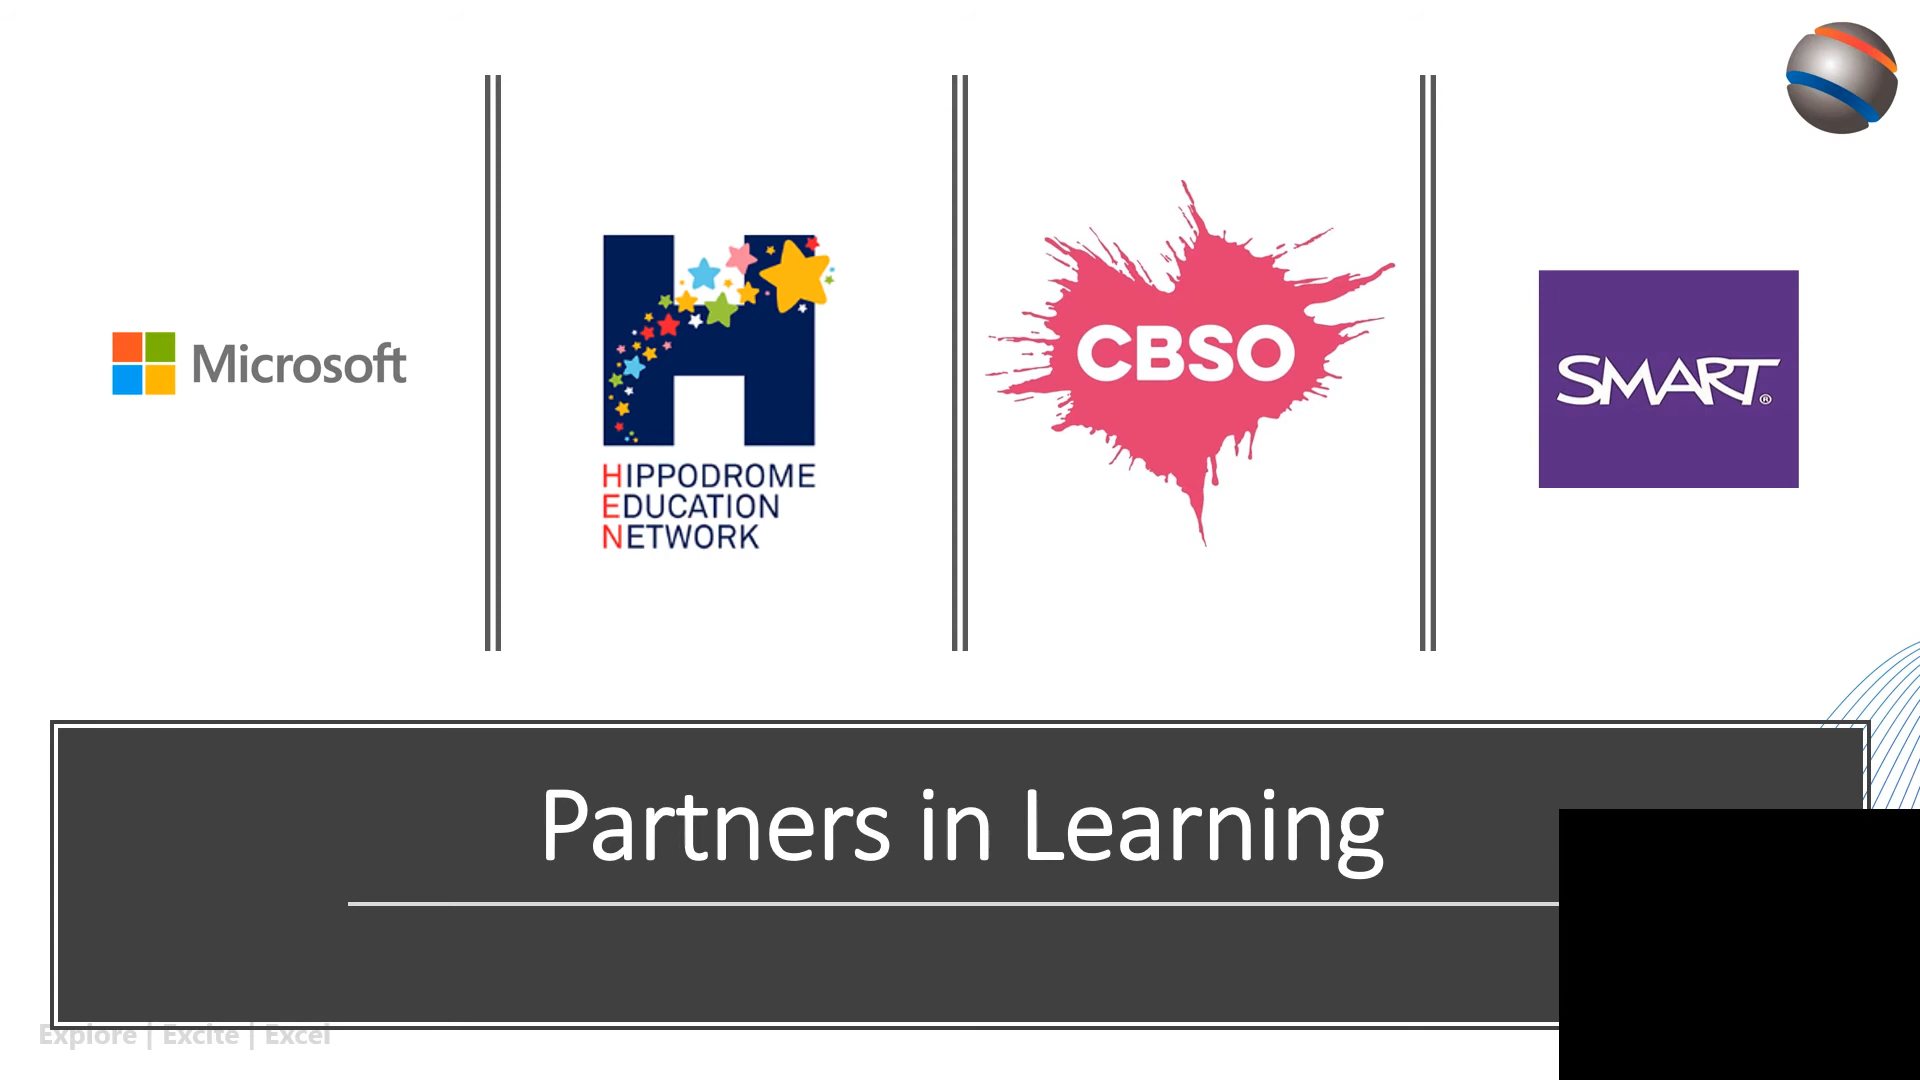 Microsoft
HIPPODROME
EDUCATION
NETWORK
CBSO
SMART®
Partners in Learning
Explore | Excite | Excel